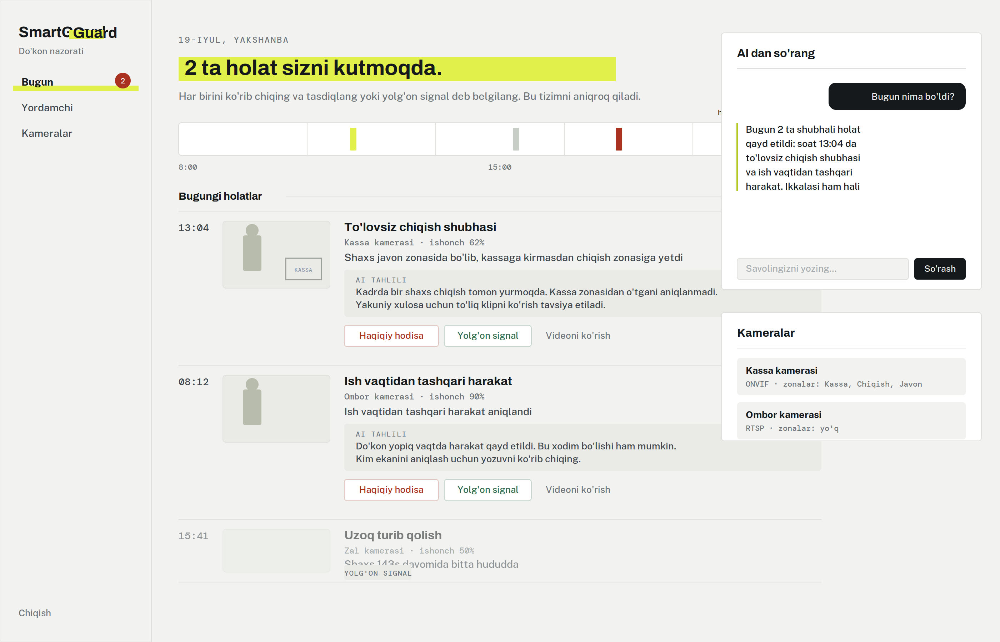 SmartGuard
Guard
Do'kon nazorati
Bugun
2
Yordamchi
Kameralar
Chiqish
19-IYUL, YAKSHANBA
2 ta holat sizni kutmoqda.
Har birini ko'rib chiqing va tasdiqlang yoki yolg'on signal deb belgilang. Bu tizimni aniqroq qiladi.
8:00
15:00
Bugungi holatlar
13:04
KASSA
To'lovsiz chiqish shubhasi
Kassa kamerasi · ishonch 62%
Shaxs javon zonasida bo'lib, kassaga kirmasdan chiqish zonasiga yetdi
AI TAHLILI
Kadrda bir shaxs chiqish tomon yurmoqda. Kassa zonasidan o'tgani aniqlanmadi.
Yakuniy xulosa uchun to'liq klipni ko'rish tavsiya etiladi.
Haqiqiy hodisa
Yolg'on signal
Videoni ko'rish
08:12
Ish vaqtidan tashqari harakat
Ombor kamerasi · ishonch 90%
Ish vaqtidan tashqari harakat aniqlandi
AI TAHLILI
Do'kon yopiq vaqtda harakat qayd etildi. Bu xodim bo'lishi ham mumkin.
Kim ekanini aniqlash uchun yozuvni ko'rib chiqing.
Haqiqiy hodisa
Yolg'on signal
Videoni ko'rish
15:41
Uzoq turib qolish
Zal kamerasi · ishonch 50%
Shaxs 143s davomida bitta hududda
YOLG'ON SIGNAL
AI dan so'rang
Bugun nima bo'ldi?
Bugun 2 ta shubhali holat
qayd etildi: soat 13:04 da
to'lovsiz chiqish shubhasi
va ish vaqtidan tashqari
harakat. Ikkalasi ham hali
Savolingizni yozing...
So'rash
Kameralar
Kassa kamerasi
ONVIF · zonalar: Kassa, Chiqish, Javon
Ombor kamerasi
RTSP · zonalar: yo'q